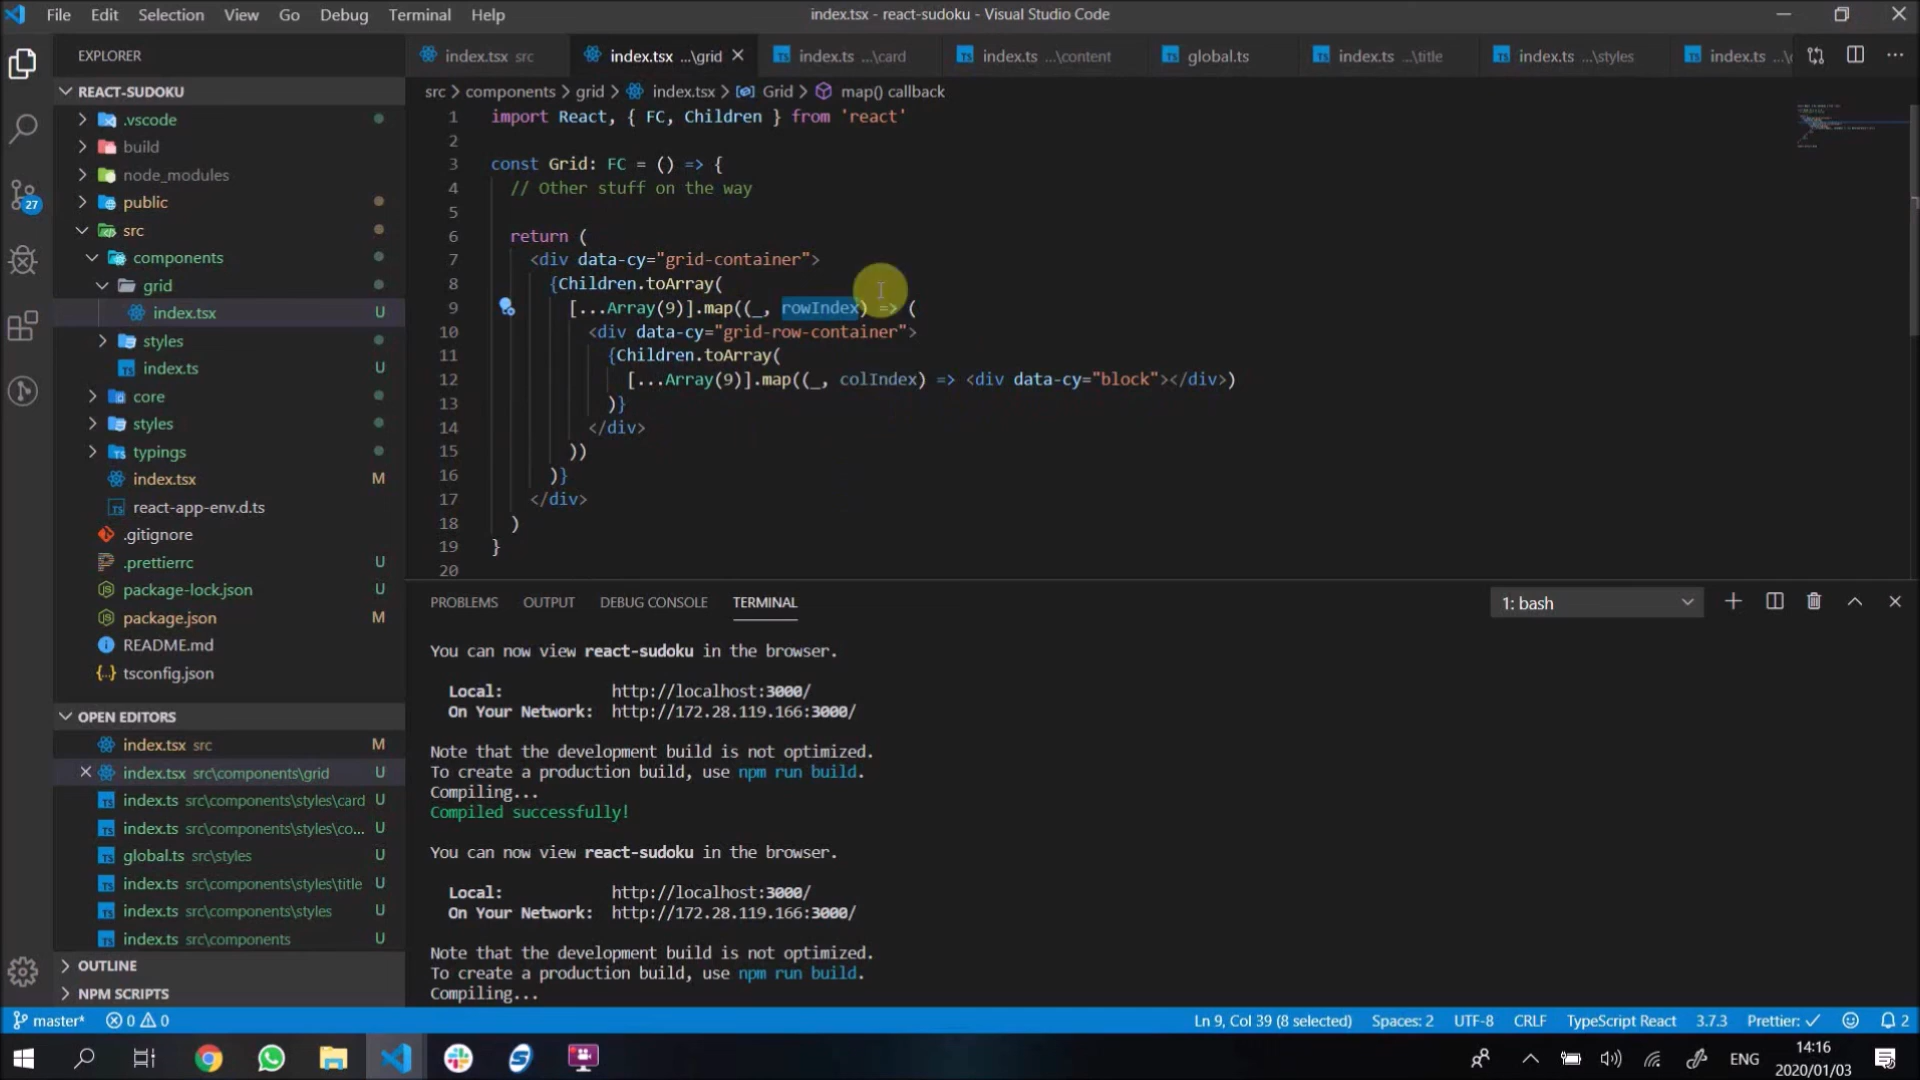 File Edit Selection View Go Debug Terminal Help
index.tsx - react-sudoku - Visual Studio Code
EXPLORER
REACT-SUDOKU
.vscode
build
node_modules
public
src
components
grid
index.tsx U
styles
index.ts U
core
styles
typings
index.tsx M
react-app-env.d.ts
.gitignore
.prettierrc U
package-lock.json U
package.json M
README.md
tsconfig.json
OPEN EDITORS
index.tsx src M
index.tsx src\components\grid U
index.ts src\components\styles\card U
index.ts src\components\styles\co... U
global.ts src\styles U
index.ts src\components\styles\title U
index.ts src\components\styles U
index.ts src\components U
OUTLINE
NPM SCRIPTS
27
index.tsx src
index.tsx ...\grid
index.ts ...\card
index.ts ...\content
global.ts
index.ts ...\title
index.ts ...\styles
index.ts
src > components > grid > index.tsx > Grid > map() callback
1 import React, { FC, Children } from 'react'
2
3 const Grid: FC = () => {
4 // Other stuff on the way
5
6 return (
7 <div data-cy="grid-container">
8 {Children.toArray(
9 [...Array(9)].map((_, rowIndex) => (
10 <div data-cy="grid-row-container">
11 {Children.toArray(
12 [...Array(9)].map((_, colIndex) => <div data-cy="block"></div>)
13 )}
14 </div>
15 ))
16 )}
17 </div>
18 )
19 }
20
PROBLEMS OUTPUT DEBUG CONSOLE TERMINAL
1: bash
You can now view react-sudoku in the browser.
Local: http://localhost:3000/
On Your Network: http://172.28.119.166:3000/
Note that the development build is not optimized.
To create a production build, use npm run build.
Compiling...
Compiled successfully!
You can now view react-sudoku in the browser.
Local: http://localhost:3000/
On Your Network: http://172.28.119.166:3000/
Note that the development build is not optimized.
To create a production build, use npm run build.
Compiling...
master* 0 0
Ln 9, Col 39 (8 selected) Spaces: 2 UTF-8 CRLF TypeScript React 3.7.3 Prettier: ✓ 2
ENG
14:16
2020/01/03